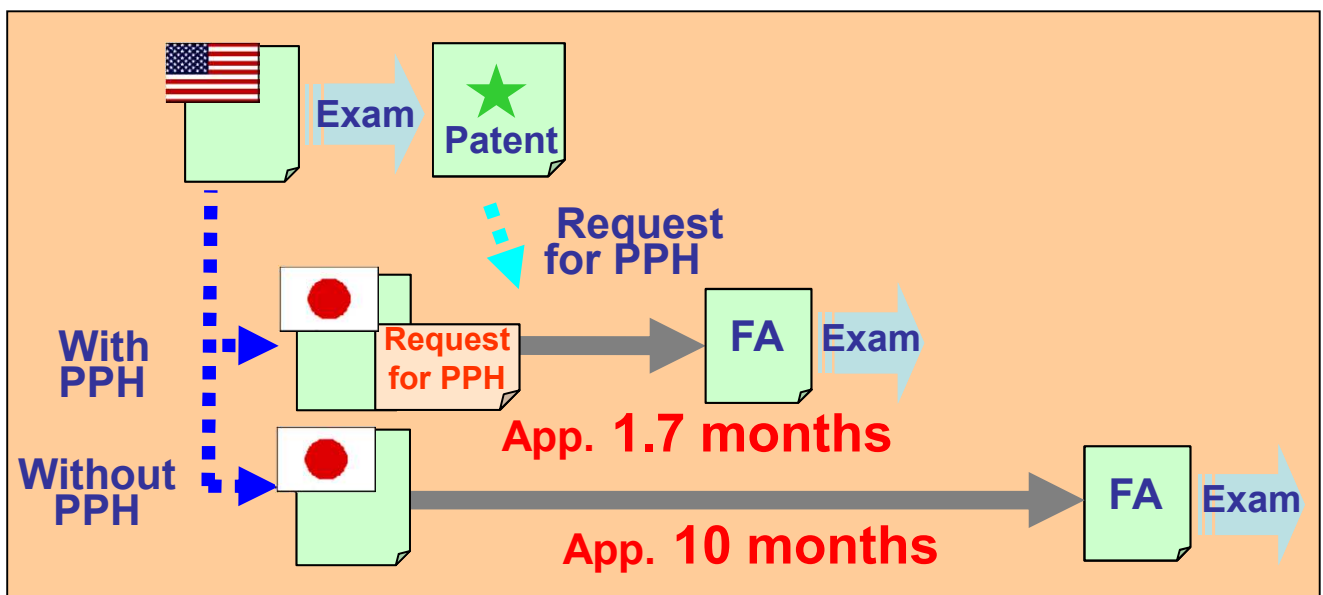 Exam
Patent
Request
for PPH
With
PPH
Request
for PPH
FA
Exam
App. 1.7 months
Without
PPH
FA
Exam
App. 10 months